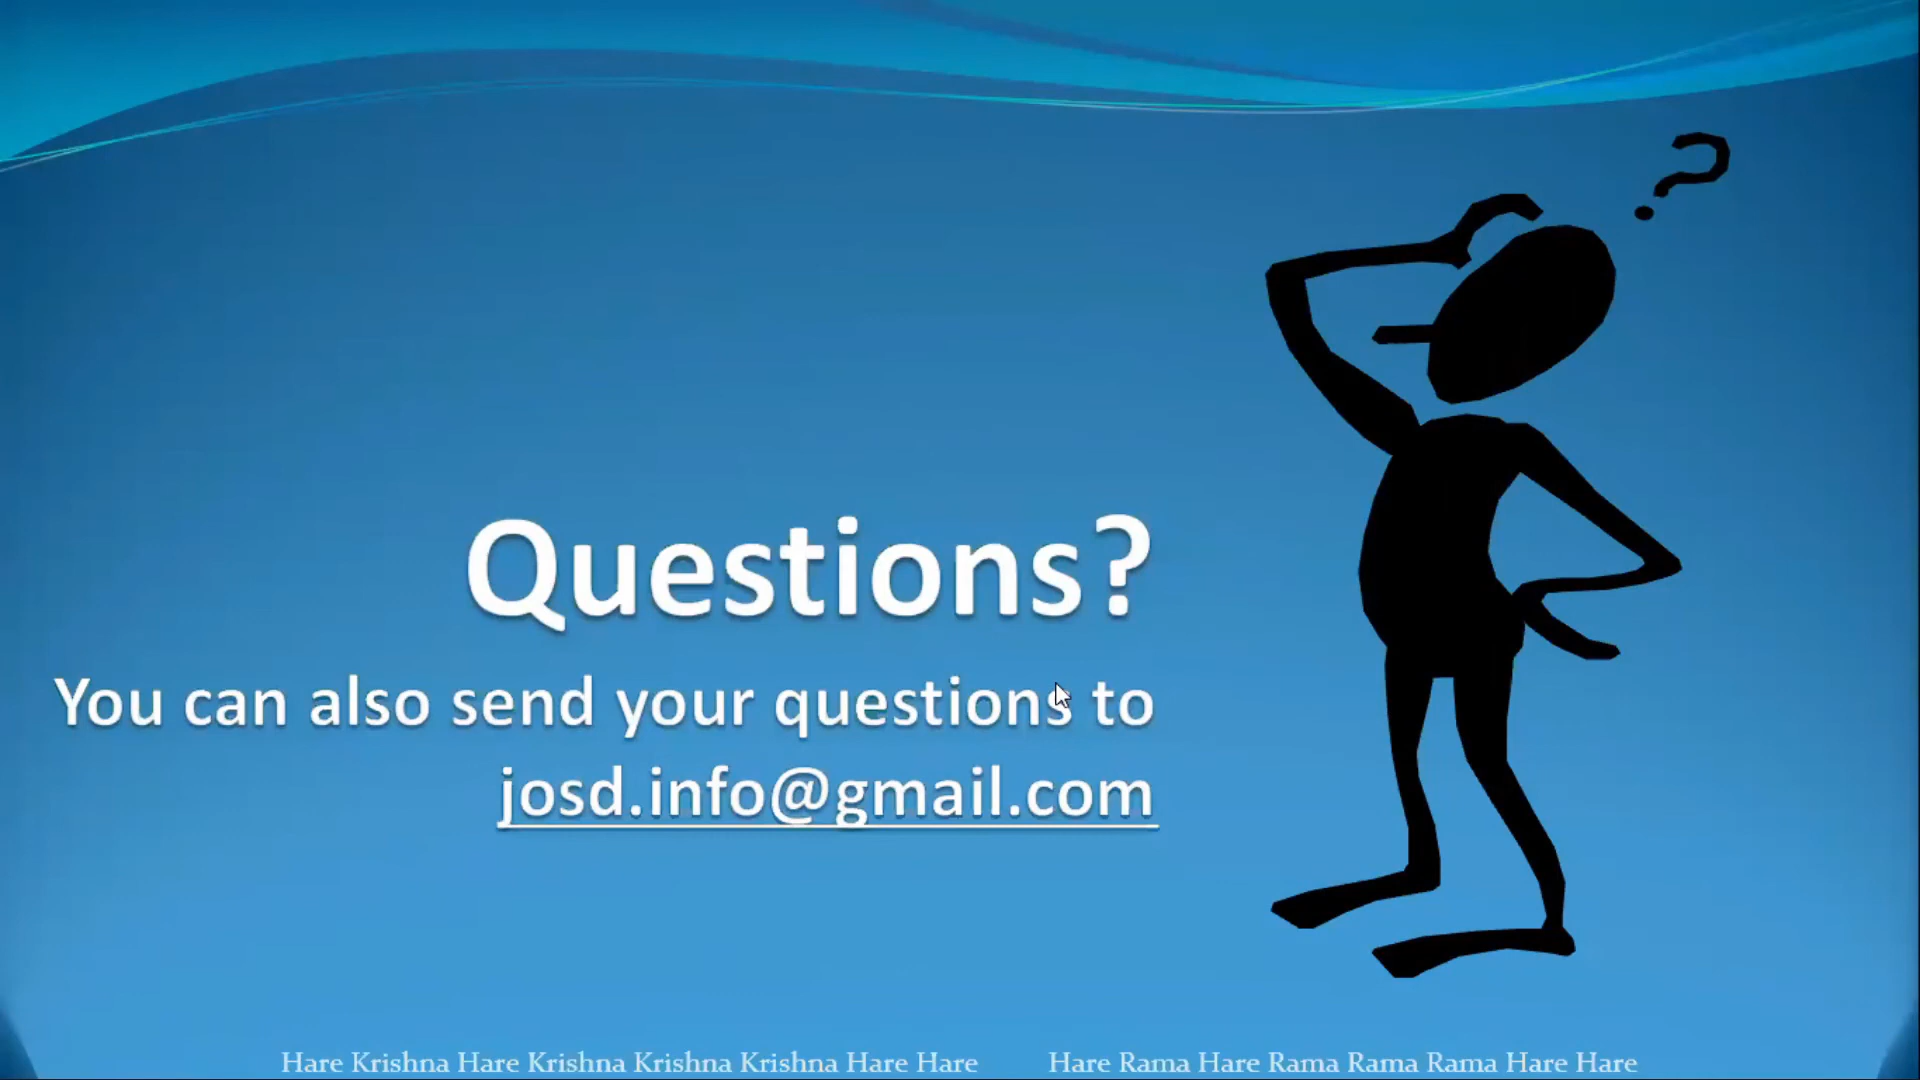 ?
Questions?
You can also send your questions to
josd.info@gmail.com
Hare Krishna Hare Krishna Krishna Krishna Hare Hare Hare Rama Hare Rama Rama Rama Hare Hare